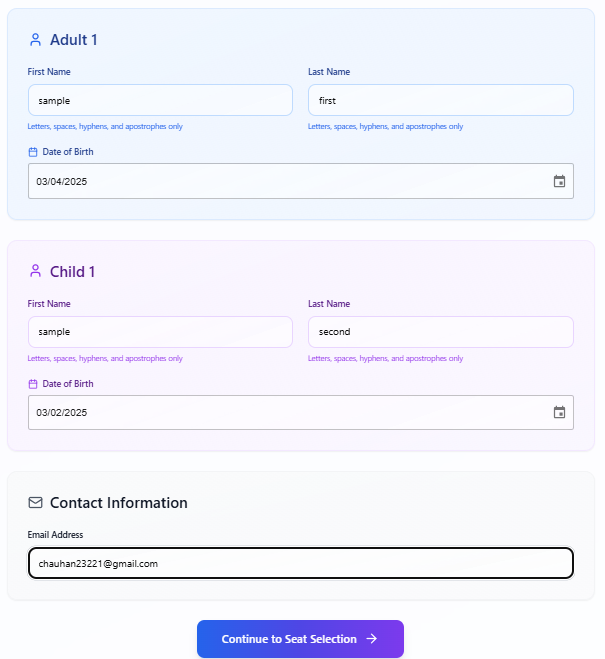 Adult 1
First Name Last Name
sample first
Letters, spaces, hyphens, and apostrophes only Letters, spaces, hyphens, and apostrophes only
Date of Birth
03/04/2025
Child 1
First Name Last Name
sample second
Letters, spaces, hyphens, and apostrophes only Letters, spaces, hyphens, and apostrophes only
Date of Birth
03/02/2025
Contact Information
Email Address
chauhan23221@gmail.com
Continue to Seat Selection →